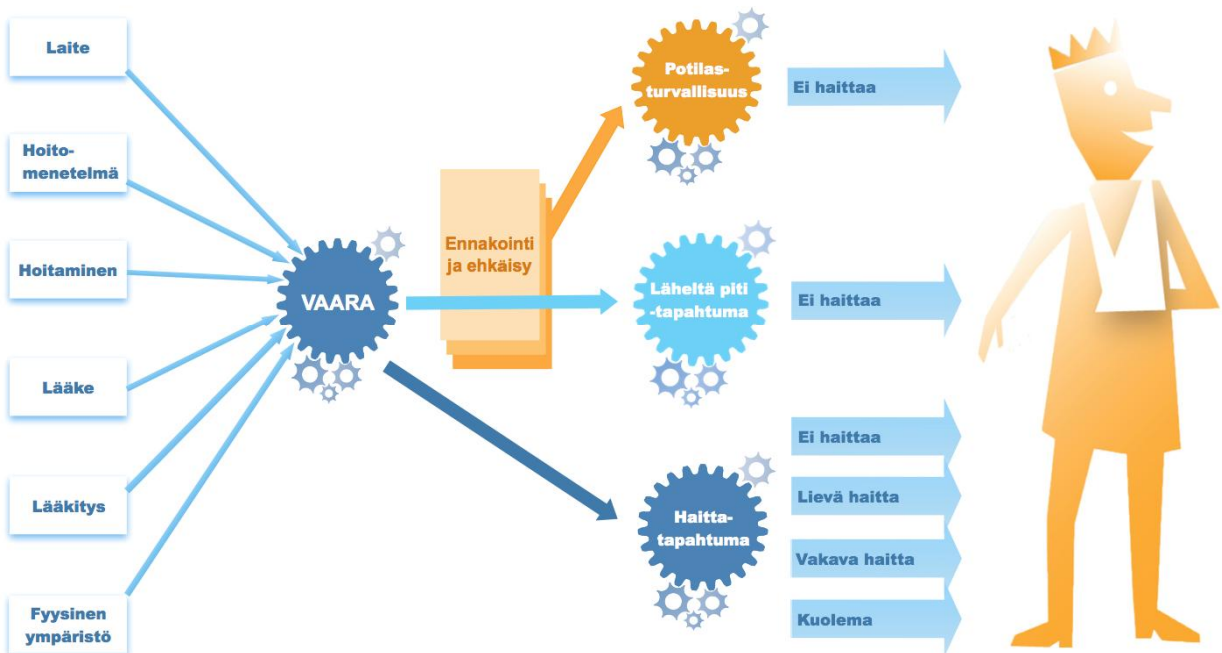 Laite
Hoito-
menetelmä
Hoitaminen
Lääke
Lääkitys
Fyysinen
ympäristö
VAARA
Ennakointi
ja ehkäisy
Potilas-
turvallisuus
Ei haittaa
Läheltä piti
-tapahtuma
Ei haittaa
Haitta-
tapahtuma
Ei haittaa
Lievä haitta
Vakava haitta
Kuolema